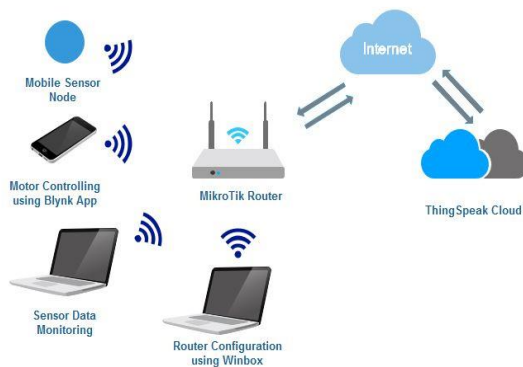 Internet
Mobile Sensor
Node
Motor Controlling
using Blynk App
MikroTik Router
ThingSpeak Cloud
Sensor Data
Monitoring
Router Configuration
using Winbox